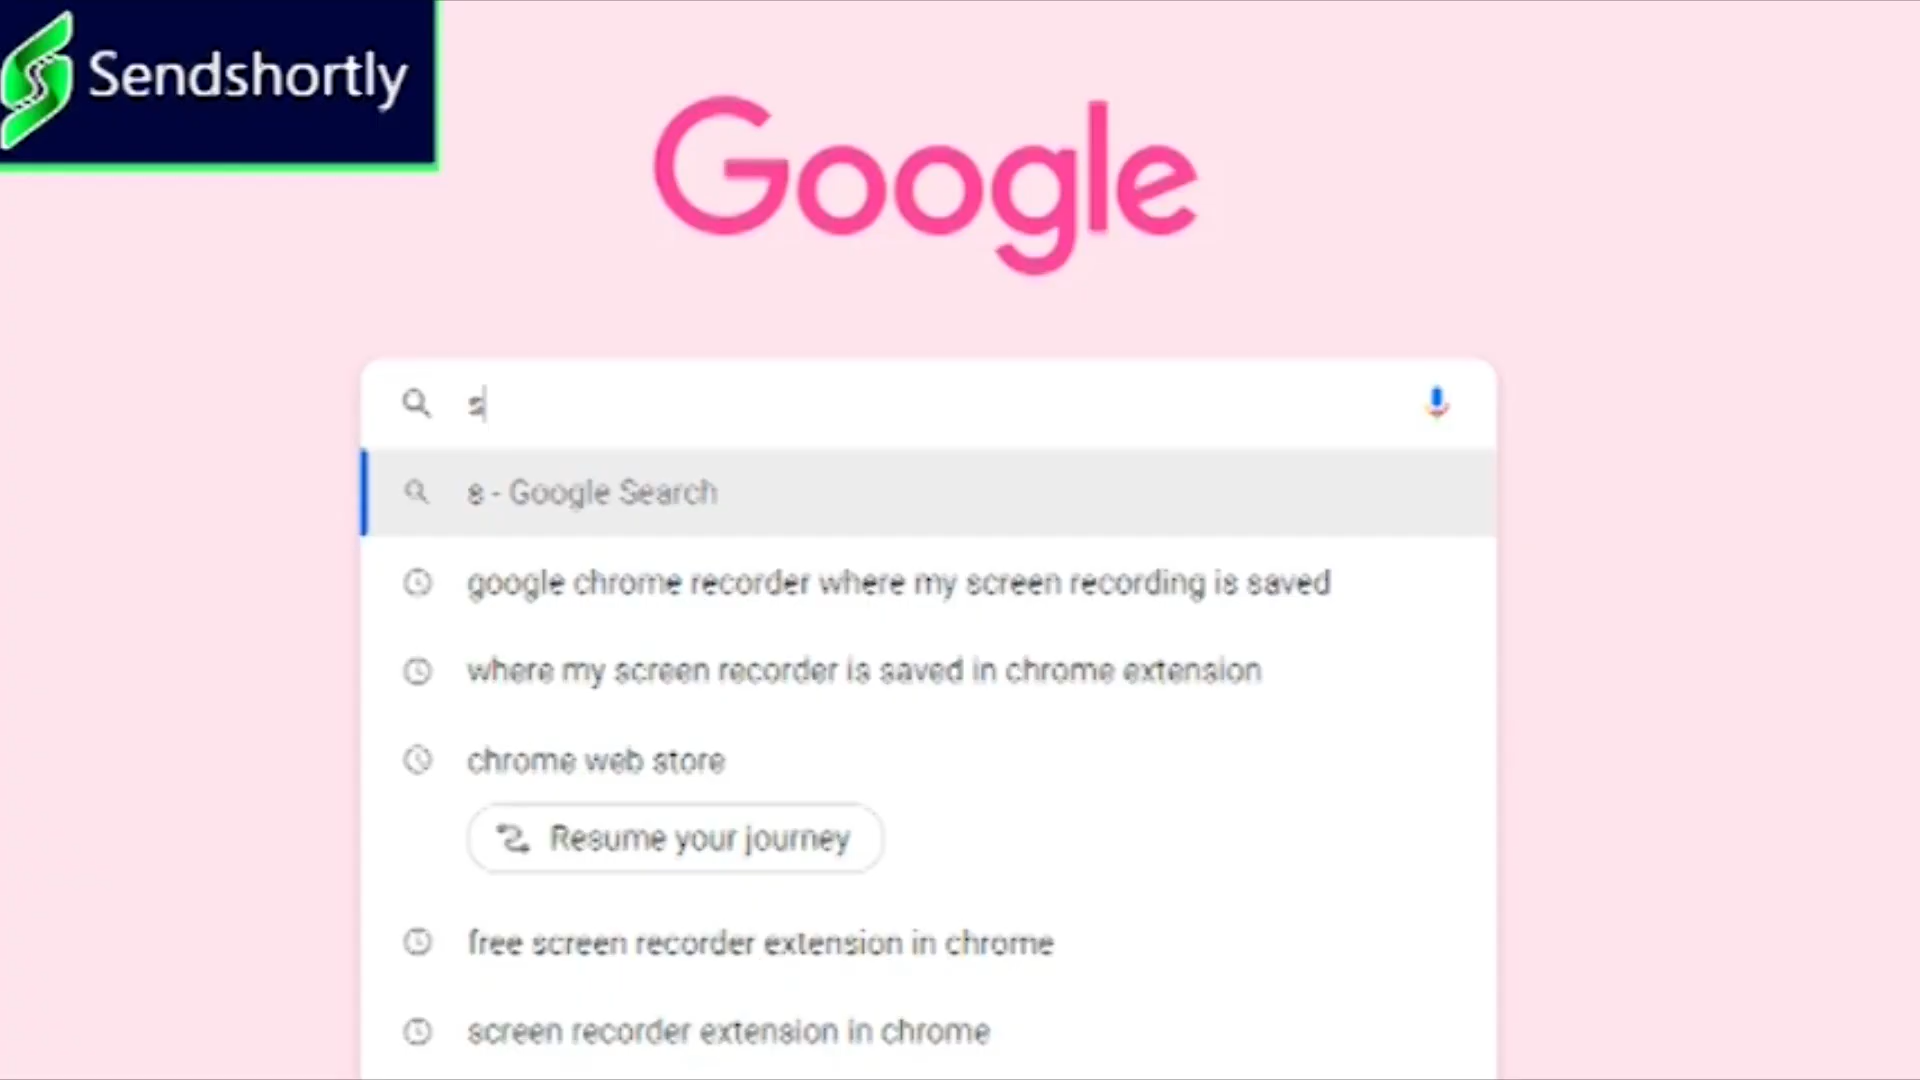 Sendshortly
Google
s
s - Google Search
google chrome recorder where my screen recording is saved
where my screen recorder is saved in chrome extension
chrome web store
Resume your journey
free screen recorder extension in chrome
screen recorder extension in chrome